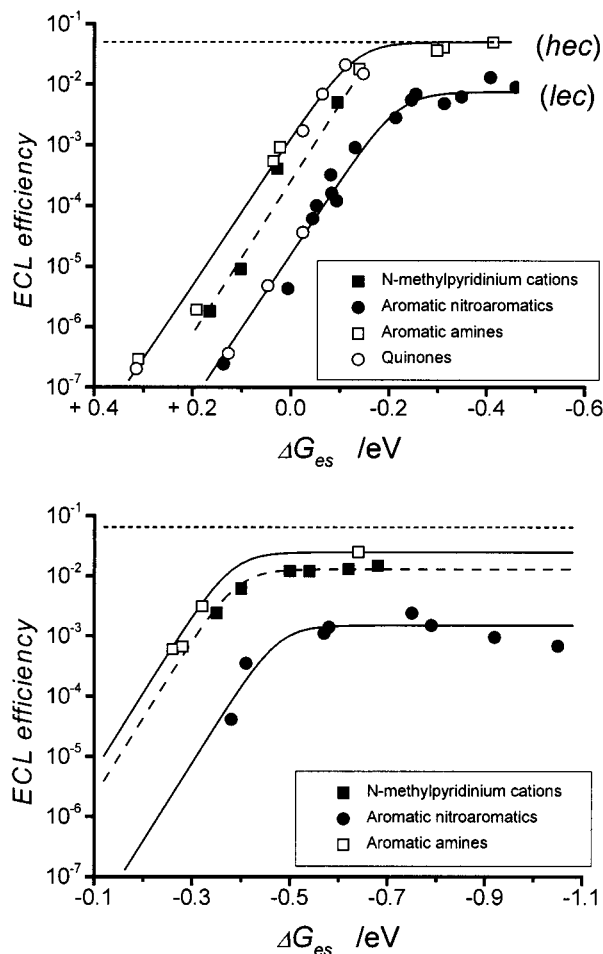 10⁻¹
10⁻²
10⁻³
10⁻⁴
10⁻⁵
10⁻⁶
10⁻⁷
ECL efficiency
(hec)
(lec)
N-methylpyridinium cations
Aromatic nitroaromatics
Aromatic amines
Quinones
+ 0.4 + 0.2 0.0 -0.2 -0.4 -0.6
ΔG_es /eV
10⁻¹
10⁻²
10⁻³
10⁻⁴
10⁻⁵
10⁻⁶
10⁻⁷
ECL efficiency
N-methylpyridinium cations
Aromatic nitroaromatics
Aromatic amines
-0.1 -0.3 -0.5 -0.7 -0.9 -1.1
ΔG_es /eV